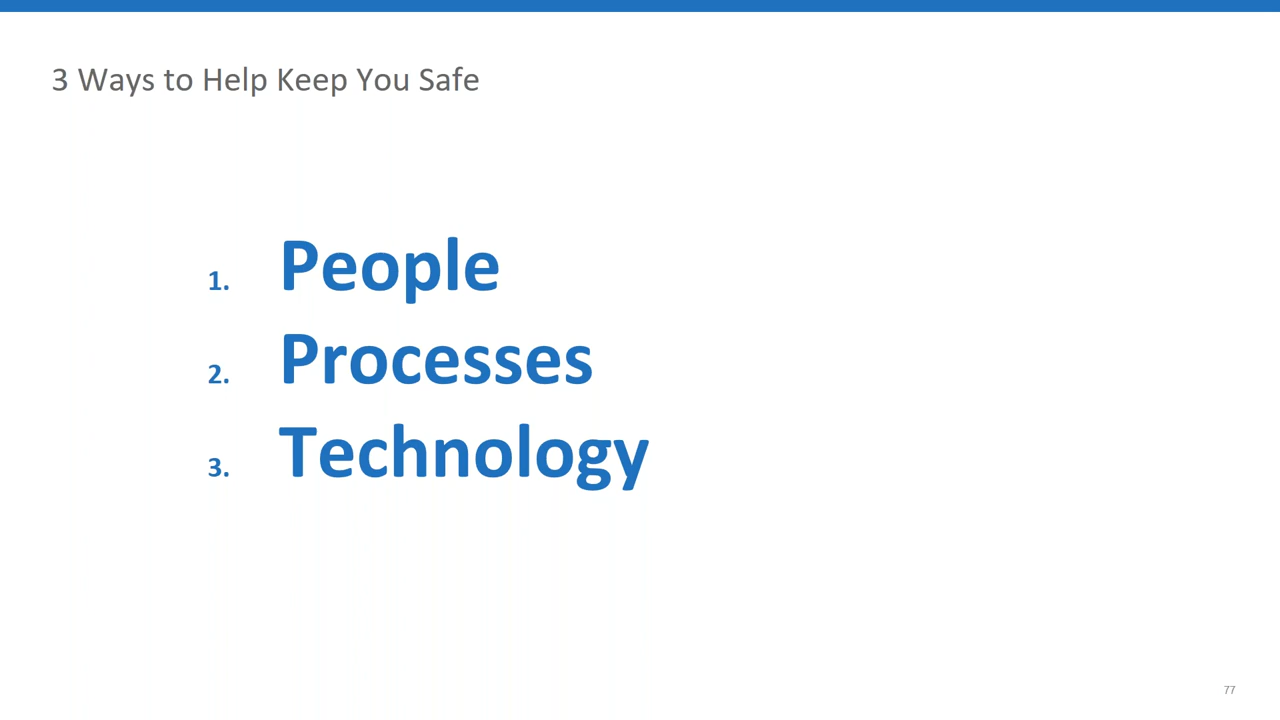 3 Ways to Help Keep You Safe
1. People
2. Processes
3. Technology
77